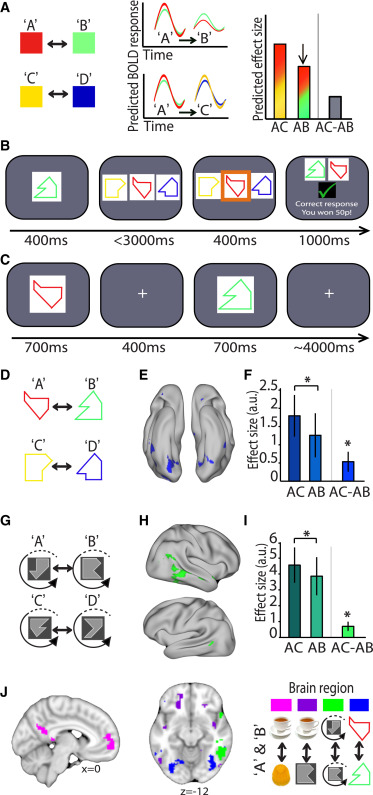 A
'A'
'B'
'C'
'D'
Predicted BOLD response
'A'
'B'
Time
'A'
'C'
Time
Predicted effect size
AC
AB
AC-AB
B
Correct response
You won 50p!
400ms
<3000ms
400ms
1000ms
C
700ms
400ms
700ms
~4000ms
D
'A'
'B'
'C'
'D'
E
F
Effect size (a.u.)
2.5
2
1.5
1
0.5
0
*
*
AC
AB
AC-AB
G
'A'
'B'
'C'
'D'
H
I
Effect size (a.u.)
6
5
4
3
2
1
0
*
*
AC
AB
AC-AB
J
x=0
z=-12
Brain region
'A' & 'B'